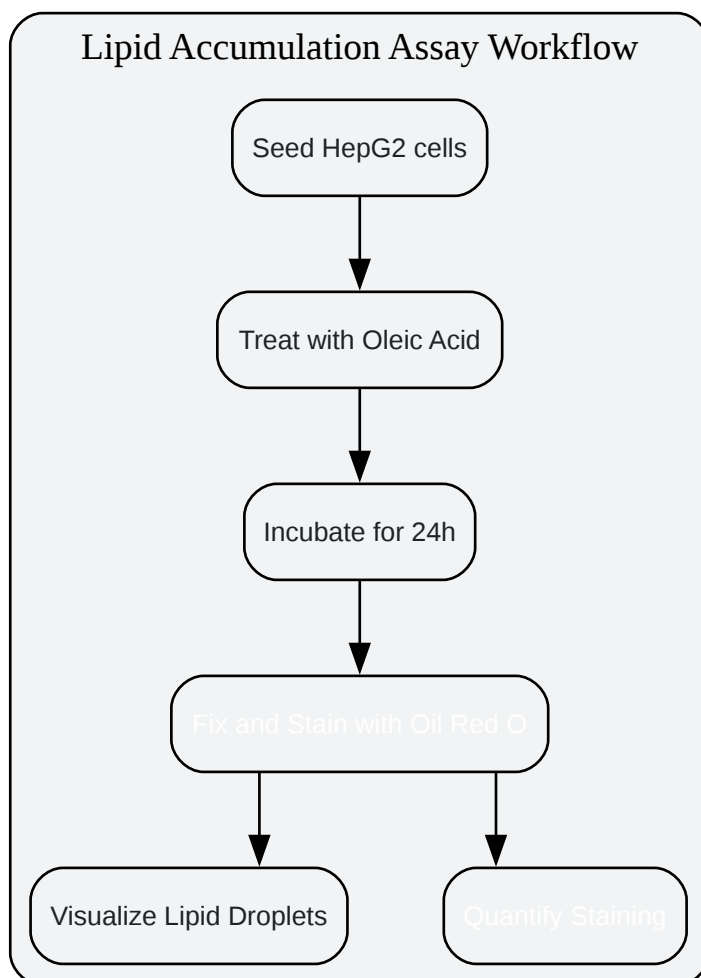 Lipid Accumulation Assay Workflow
Seed HepG2 cells
Treat with Oleic Acid
Incubate for 24h
Fix and Stain with Oil Red O
Visualize Lipid Droplets
Quantify Staining